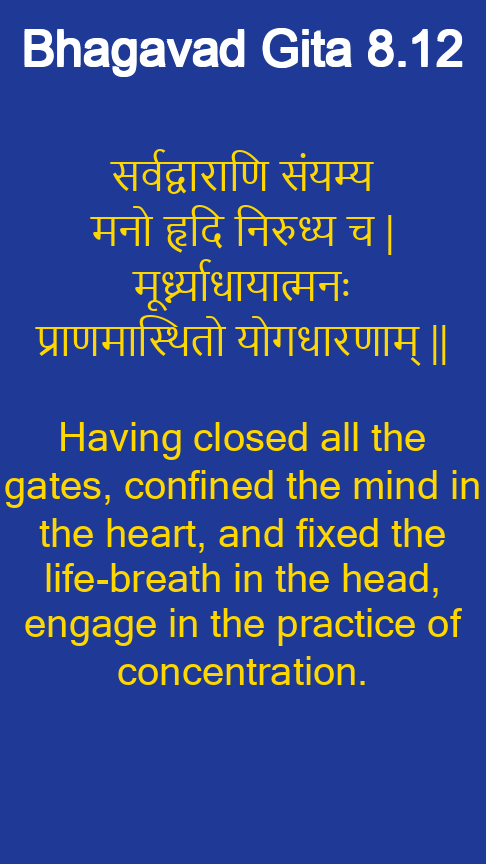 Bhagavad Gita 8.12
सर्वद्वाराणि संयम्य
मनो हृदि निरुध्य च |
मूर्ध्न्याधायात्मनः
प्राणमास्थितो योगधारणाम् ||
Having closed all the
gates, confined the mind in
the heart, and fixed the
life-breath in the head,
engage in the practice of
concentration.